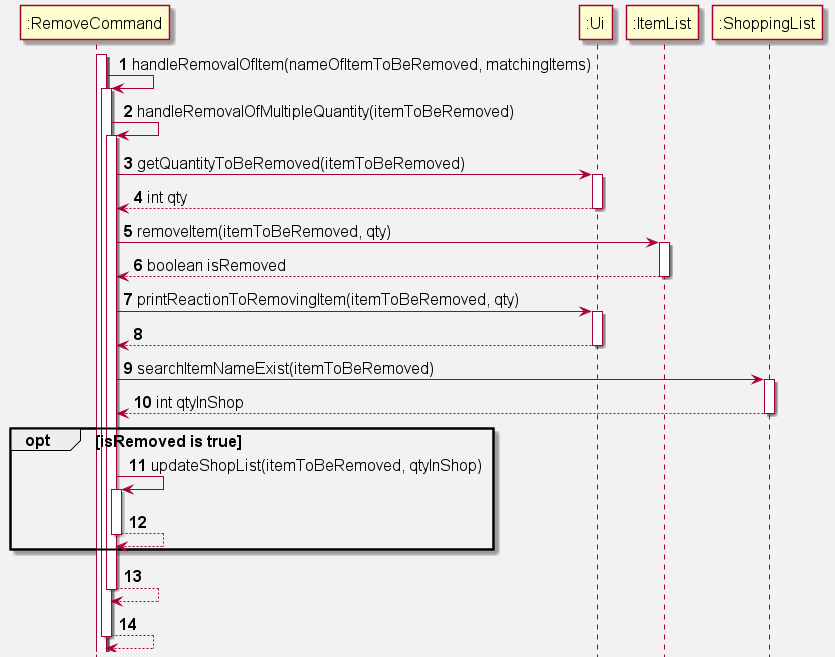 :RemoveCommand :Ui :ItemList :ShoppingList
1 handleRemovalOfItem(nameOfItemToBeRemoved, matchingItems)
2 handleRemovalOfMultipleQuantity(itemToBeRemoved)
3 getQuantityToBeRemoved(itemToBeRemoved)
4 int qty
5 removeItem(itemToBeRemoved, qty)
6 boolean isRemoved
7 printReactionToRemovingItem(itemToBeRemoved, qty)
8
9 searchItemNameExist(itemToBeRemoved)
10 int qtyInShop
opt [isRemoved is true]
11 updateShopList(itemToBeRemoved, qtyInShop)
12
13
14